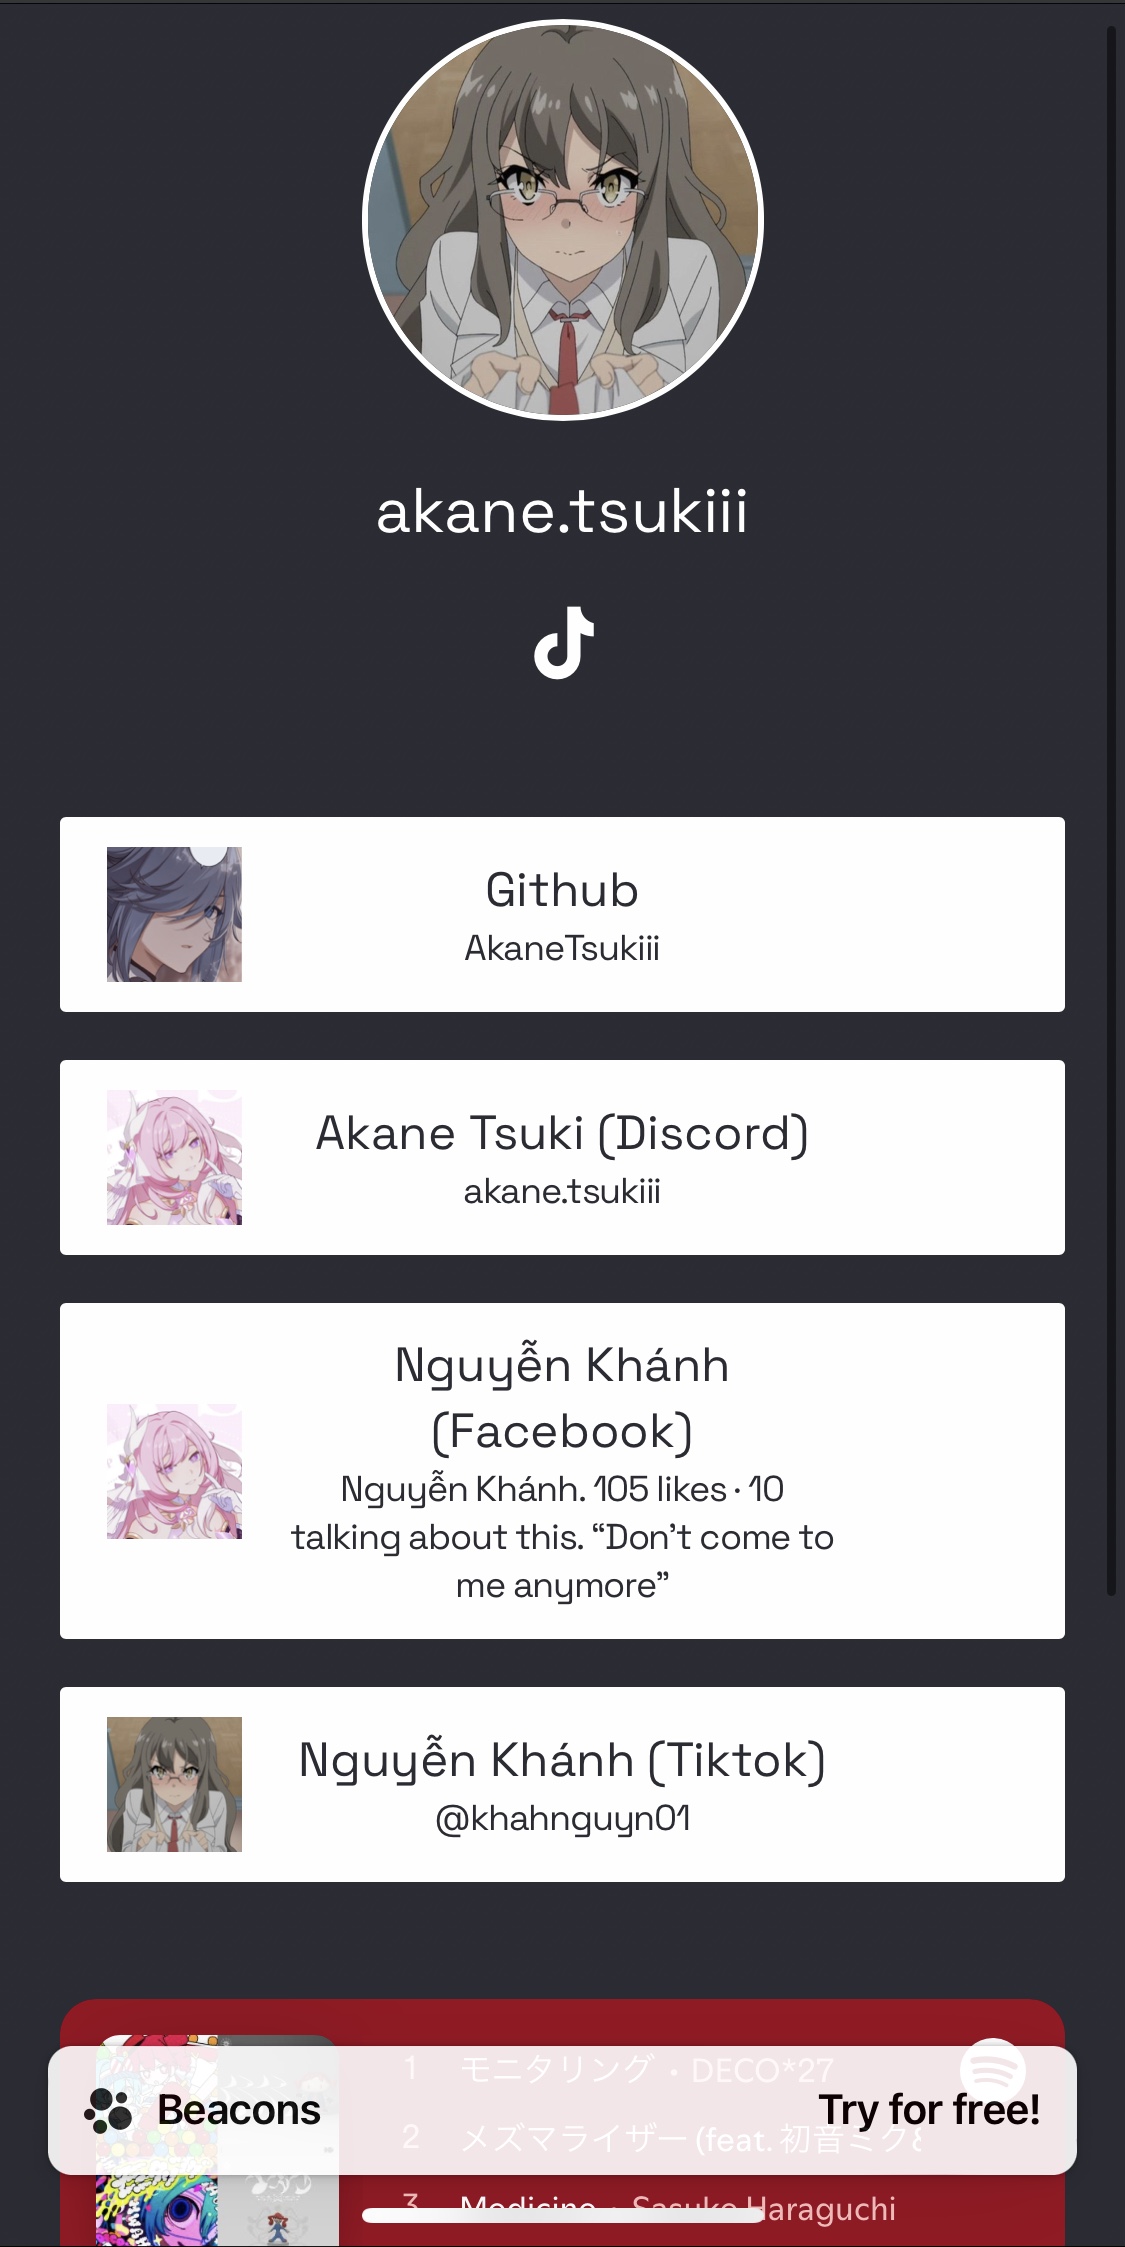 akane.tsukiii
Github
AkaneTsukiii
Akane Tsuki (Discord)
akane.tsukiii
Nguyễn Khánh
(Facebook)
Nguyễn Khánh. 105 likes · 10
talking about this. “Don’t come to
me anymore”
Nguyễn Khánh (Tiktok)
@khahnguyn01
1 モニタリング • DECO*27
Beacons
Try for free!
2 メズマライザー (feat. 初音ミク
3 Medicine • Sasuke Haraguchi